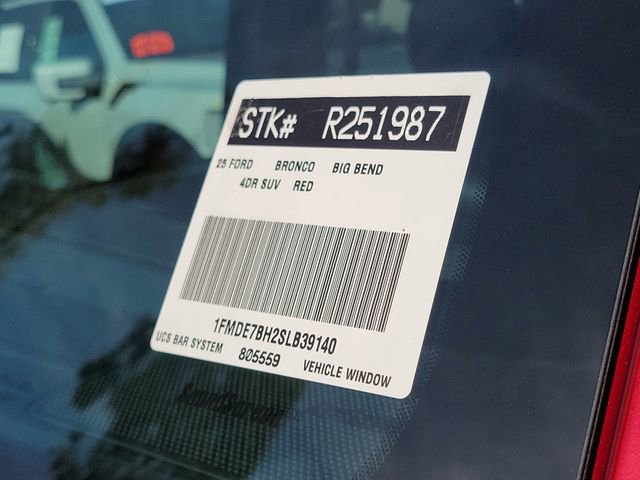 STK# R251987
25 FORD BRONCO BIG BEND
4DR SUV RED
1FMDE7BH2SLB39140
UCS BAR SYSTEM 805559 VEHICLE WINDOW